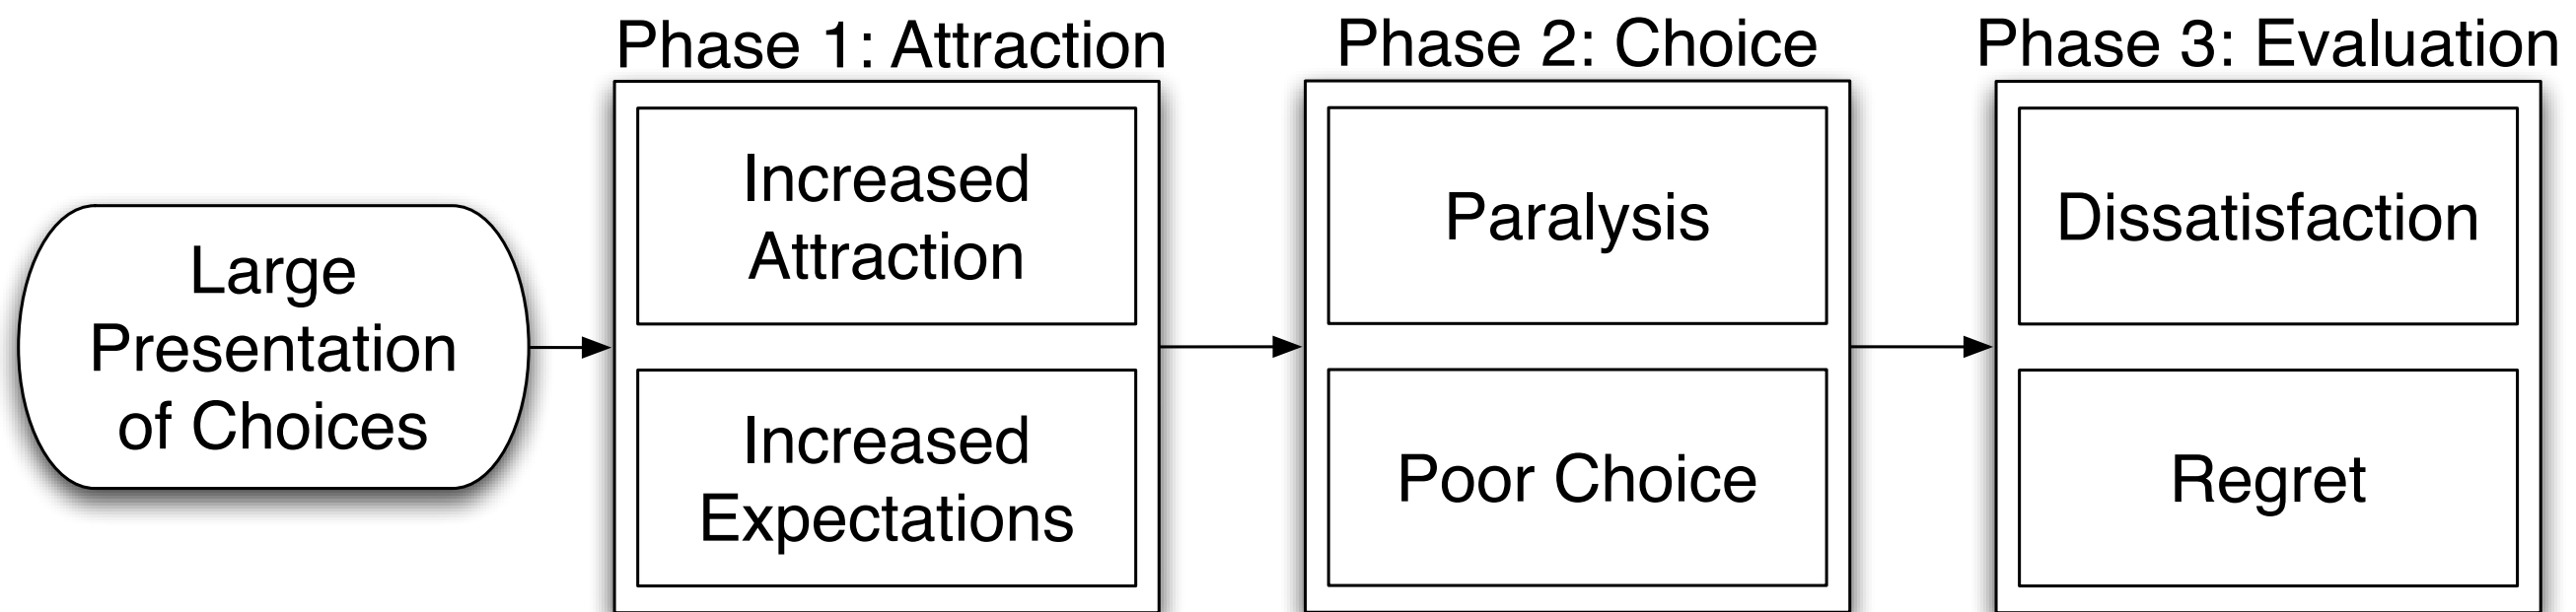 Large
Presentation
of Choices
Phase 1: Attraction
Increased
Attraction
Increased
Expectations
Phase 2: Choice
Paralysis
Poor Choice
Phase 3: Evaluation
Dissatisfaction
Regret